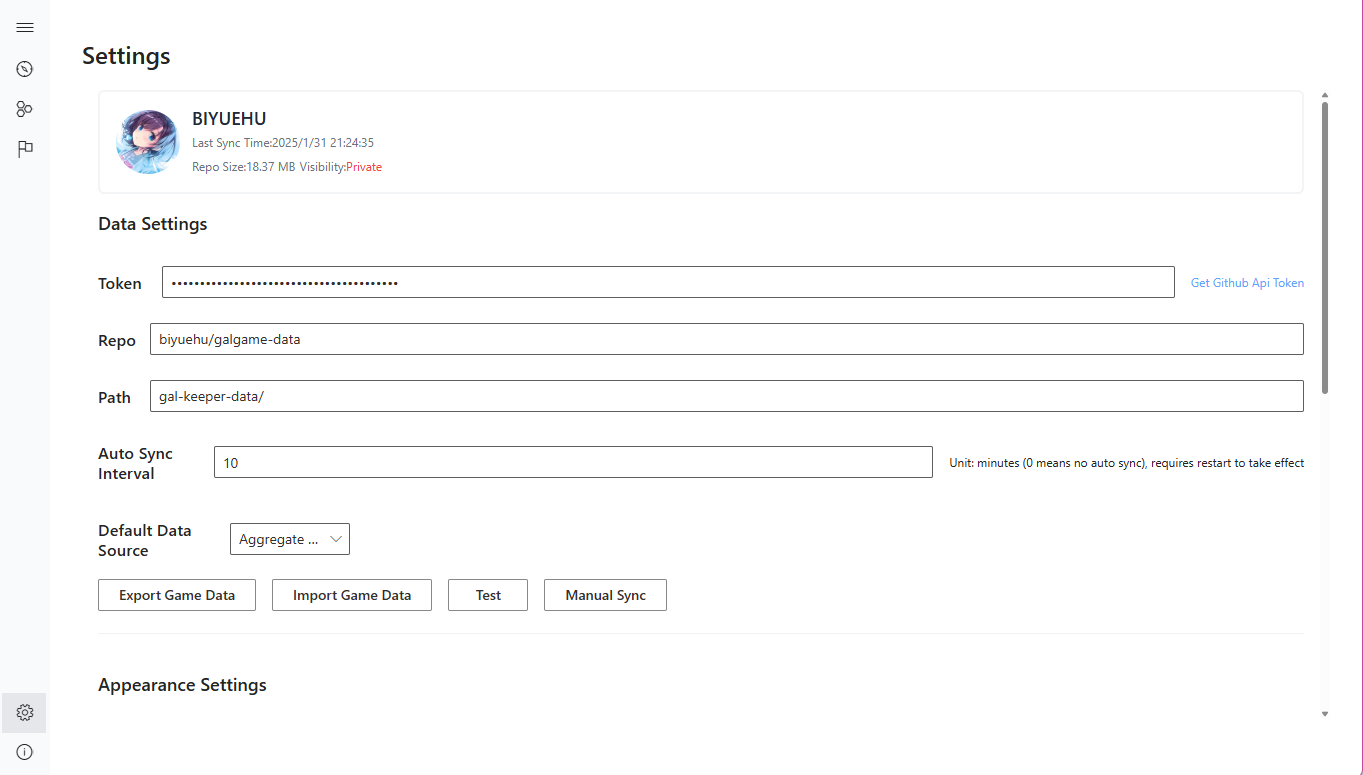 Settings
BIYUEHU
Last Sync Time:2025/1/31 21:24:35
Repo Size:18.37 MB Visibility:Private
Data Settings
Token
••••••••••••••••••••••••••••••••••••••••
Get Github Api Token
Repo
biyuehu/galgame-data
Path
gal-keeper-data/
Auto Sync
Interval
10
Unit: minutes (0 means no auto sync), requires restart to take effect
Default Data
Source
Aggregate ...
Export Game Data
Import Game Data
Test
Manual Sync
Appearance Settings